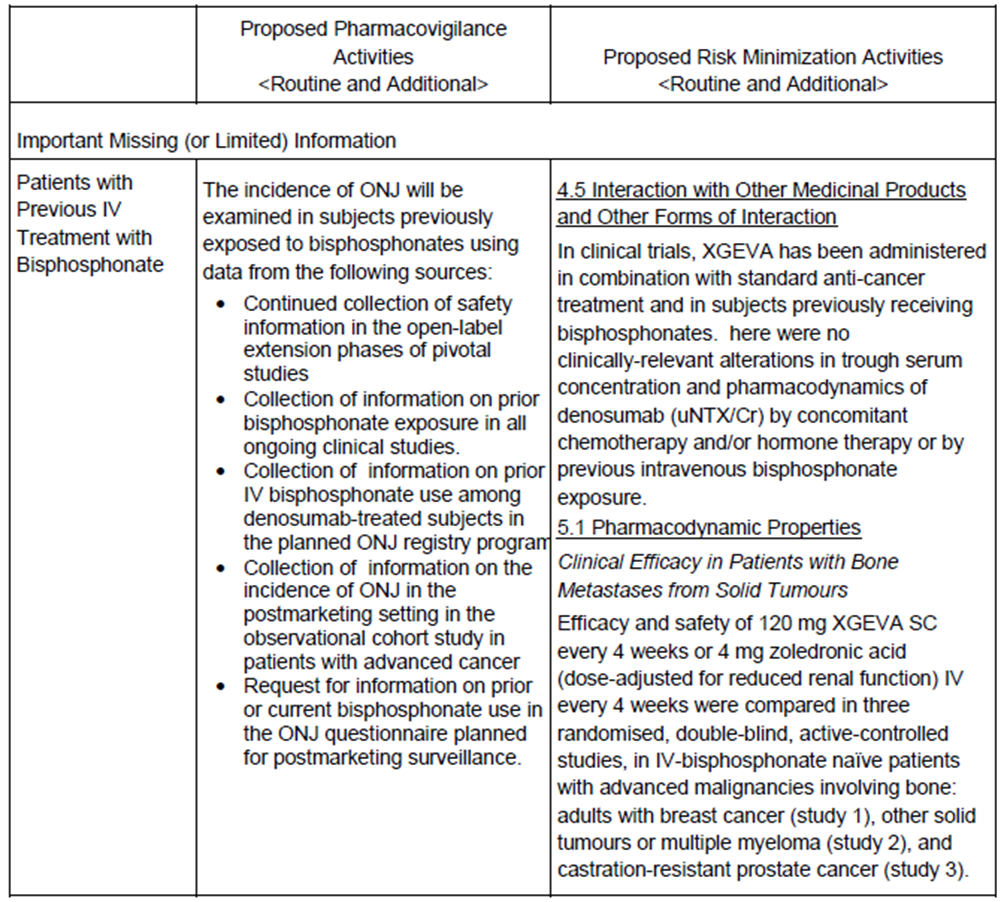 Proposed Pharmacovigilance
Activities
<Routine and Additional>
Proposed Risk Minimization Activities
<Routine and Additional>
Important Missing (or Limited) Information
Patients with
Previous IV
Treatment with
Bisphosphonate
The incidence of ONJ will be
examined in subjects previously
exposed to bisphosphonates using
data from the following sources:
• Continued collection of safety
information in the open-label
extension phases of pivotal
studies
• Collection of information on prior
bisphosphonate exposure in all
ongoing clinical studies.
• Collection of  information on prior
IV bisphosphonate use among
denosumab-treated subjects in
the planned ONJ registry program
• Collection of  information on the
incidence of ONJ in the
postmarketing setting in the
observational cohort study in
patients with advanced cancer
• Request for information on prior
or current bisphosphonate use in
the ONJ questionnaire planned
for postmarketing surveillance.
4.5 Interaction with Other Medicinal Products
and Other Forms of Interaction
In clinical trials, XGEVA has been administered
in combination with standard anti-cancer
treatment and in subjects previously receiving
bisphosphonates.  here were no
clinically-relevant alterations in trough serum
concentration and pharmacodynamics of
denosumab (uNTX/Cr) by concomitant
chemotherapy and/or hormone therapy or by
previous intravenous bisphosphonate
exposure.
5.1 Pharmacodynamic Properties
Clinical Efficacy in Patients with Bone
Metastases from Solid Tumours
Efficacy and safety of 120 mg XGEVA SC
every 4 weeks or 4 mg zoledronic acid
(dose-adjusted for reduced renal function) IV
every 4 weeks were compared in three
randomised, double-blind, active-controlled
studies, in IV-bisphosphonate naïve patients
with advanced malignancies involving bone:
adults with breast cancer (study 1), other solid
tumours or multiple myeloma (study 2), and
castration-resistant prostate cancer (study 3).